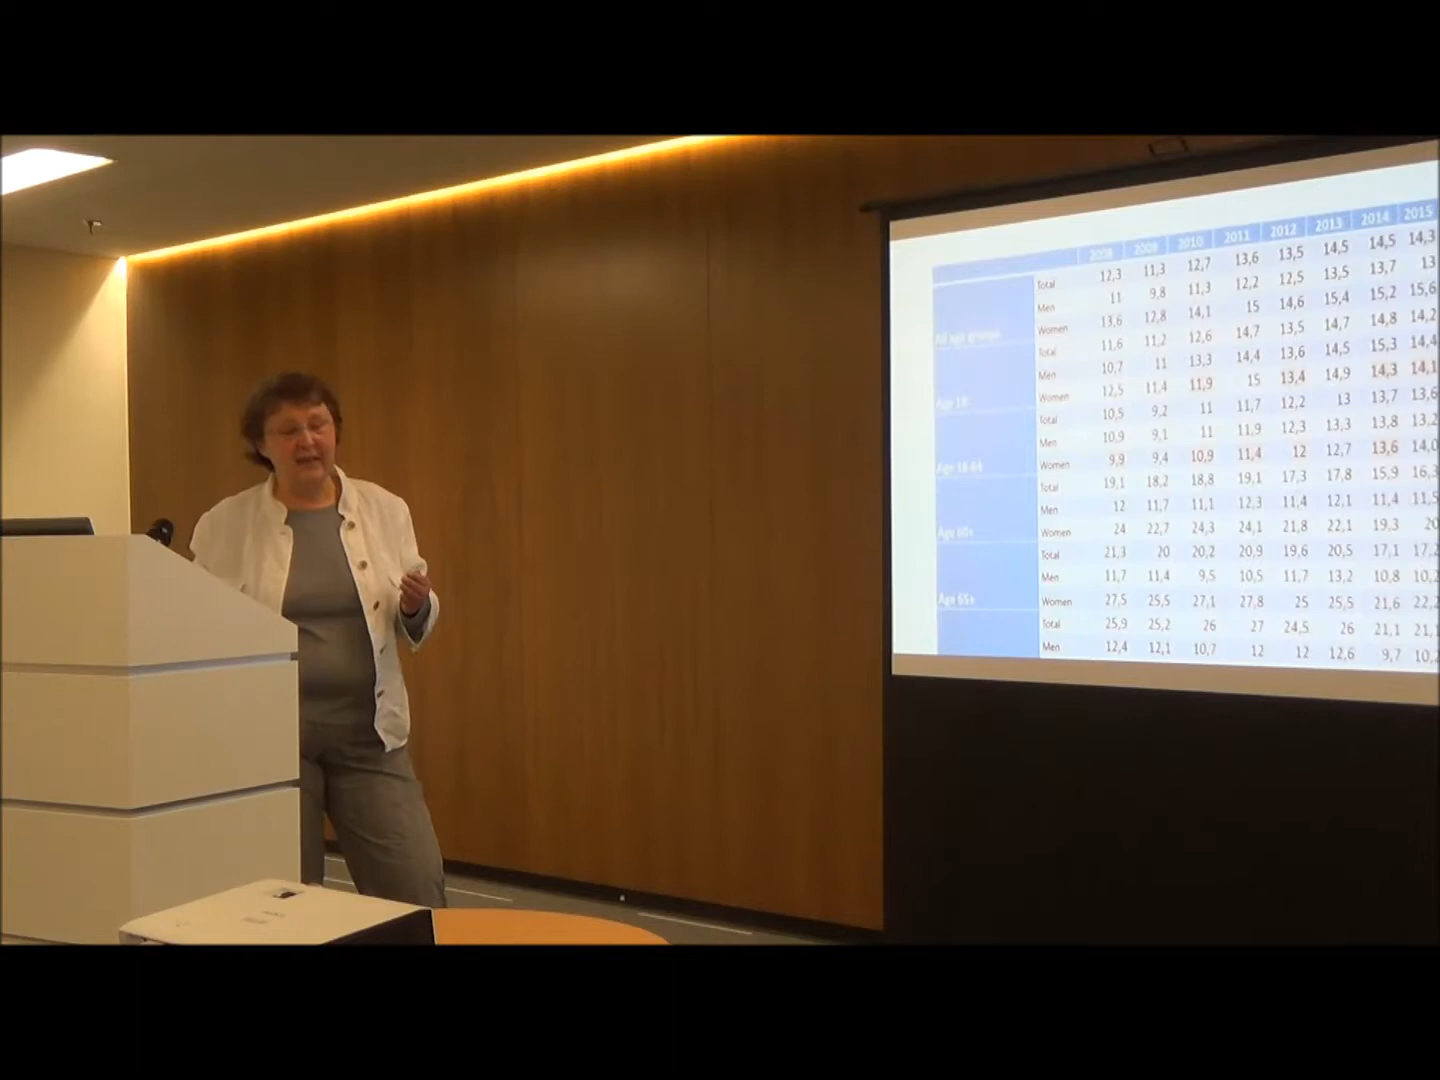 2008 2009 2010 2011 2012 2013 2014 2015
Total 12,3 11,3 12,7 13,6 13,5 14,5 14,5 14,3
Men 11 9,8 11,3 12,2 12,5 13,5 13,7 13
All age groups Women 13,6 12,8 14,1 15 14,6 15,4 15,2 15,6
Total 11,6 11,2 12,6 14,7 13,5 14,7 14,8 14,2
Men 10,7 11 13,3 14,4 13,6 14,5 15,3 14,4
Age 18- Women 12,5 11,4 11,9 15 13,4 14,9 14,3 14,1
Total 10,5 9,2 11 11,7 12,2 13 13,7 13,6
Men 10,9 9,1 11 11,9 12,3 13,3 13,8 13,2
Age 18-64 Women 9,9 9,4 10,9 11,4 12 12,7 13,6 14,0
Total 19,1 18,2 18,8 19,1 17,3 17,8 15,9 16,3
Men 12 11,7 11,1 12,3 11,4 12,1 11,4 11,5
Age 60+ Women 24 22,7 24,3 24,1 21,8 22,1 19,3 20
Total 21,3 20 20,2 20,9 19,6 20,5 17,1 17,2
Men 11,7 11,4 9,5 10,5 11,7 13,2 10,8 10,2
Age 65+ Women 27,5 25,5 27,1 27,8 25 25,5 21,6 22,2
Total 25,9 25,2 26 27 24,5 26 21,1 21,1
Men 12,4 12,1 10,7 12 12 12,6 9,7 10,2